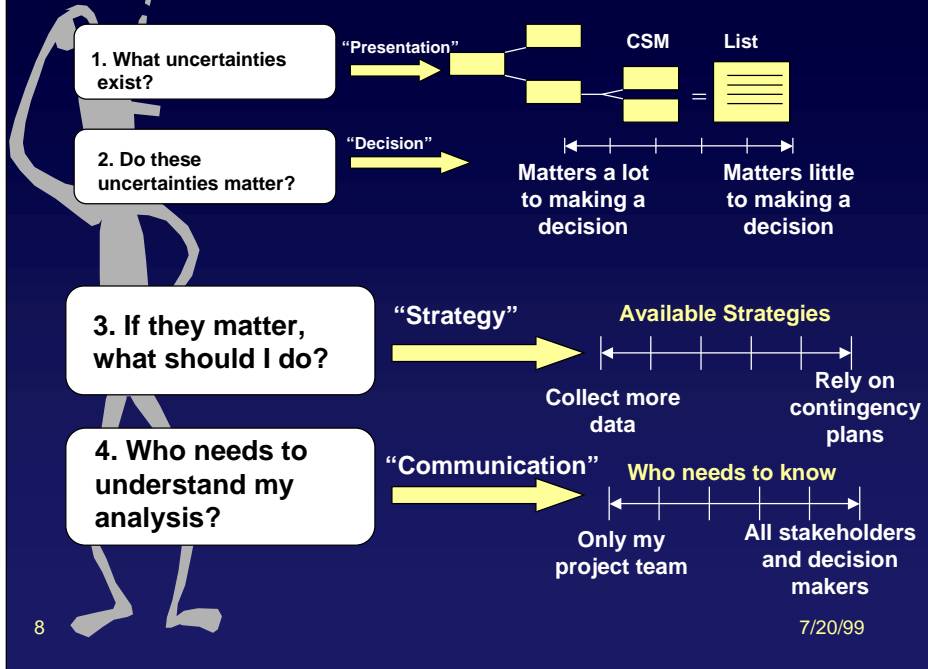 1. What uncertainties
exist?
“Presentation”
CSM
List
=
2. Do these
uncertainties matter?
“Decision”
Matters a lot
to making a
decision
Matters little
to making a
decision
3. If they matter,
what should I do?
“Strategy”
Available Strategies
Collect more
data
Rely on
contingency
plans
4. Who needs to
understand my
analysis?
“Communication”
Who needs to know
Only my
project team
All stakeholders
and decision
makers
8
7/20/99